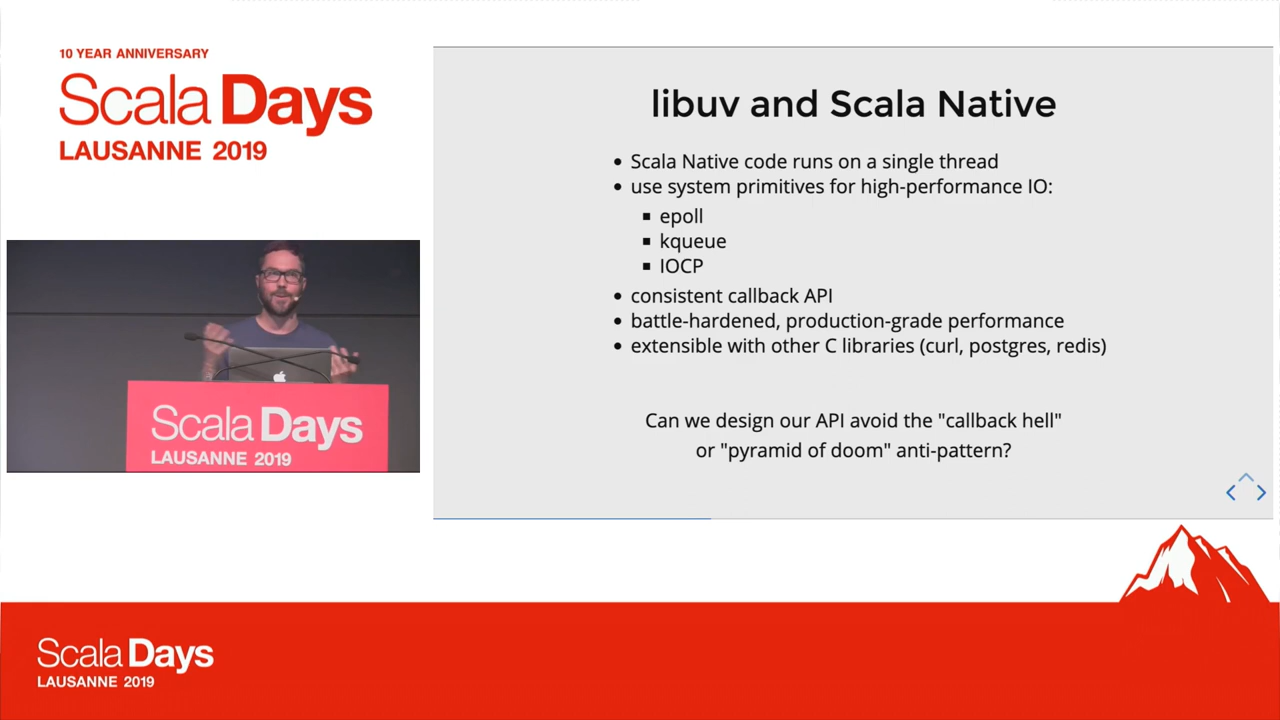 10 YEAR ANNIVERSARY
Scala Days
LAUSANNE 2019
libuv and Scala Native
• Scala Native code runs on a single thread
• use system primitives for high-performance IO:
▪ epoll
▪ kqueue
▪ IOCP
• consistent callback API
• battle-hardened, production-grade performance
• extensible with other C libraries (curl, postgres, redis)
Can we design our API avoid the "callback hell"
or "pyramid of doom" anti-pattern?
Scala Days
LAUSANNE 2019
Scala Days
LAUSANNE 2019